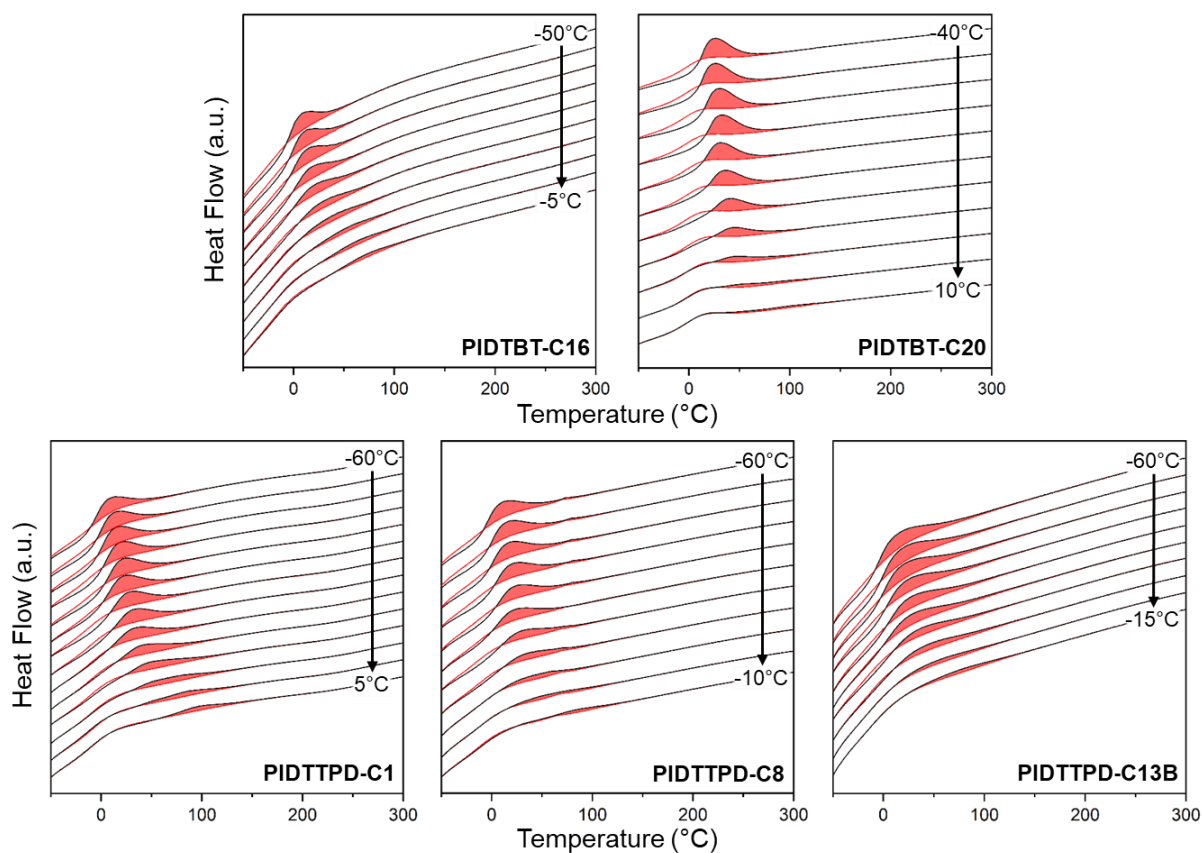 -50°C
-5°C
PIDTBT-C16
-40°C
10°C
PIDTBT-C20
Heat Flow (a.u.)
0 100 200 300
0 100 200 300
Temperature (°C)
-60°C
5°C
PIDTTPD-C1
-60°C
-10°C
PIDTTPD-C8
-60°C
-15°C
PIDTTPD-C13B
Heat Flow (a.u.)
0 100 200 300
0 100 200 300
0 100 200 300
Temperature (°C)